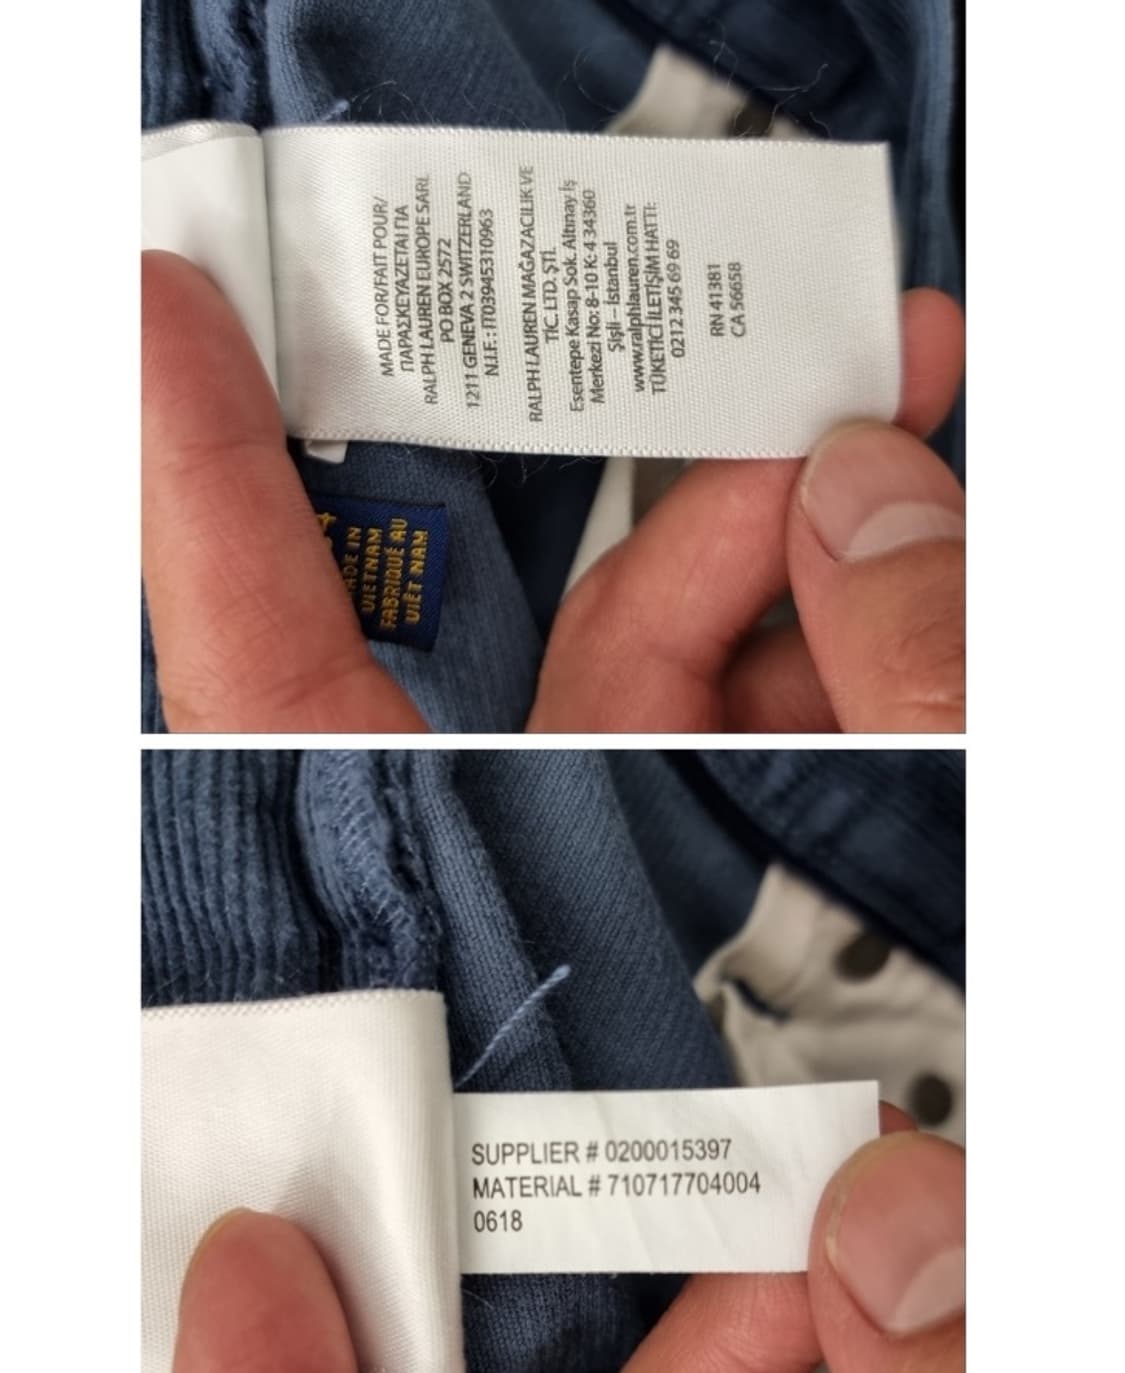 MADE FOR/FAIT POUR/
ΠΑΡΑΣΚΕΥΑΖΕΤΑΙ ΓΙΑ
RALPH LAUREN EUROPE SARL
PO BOX 2572
1211 GENEVA 2 SWITZERLAND
N.I.F. : IT03945310963
RALPH LAUREN MAĞAZACILIK VE
TİC. LTD. ŞTİ.
Esentepe Kasap Sok. Altınay İş
Merkezi No: 8-10 K: 4 34360
Şişli – İstanbul
www.ralphlauren.com.tr
TÜKETİCİ İLETİŞİM HATTI:
0212 345 69 69
RN 41381
CA 56658
ADE IN
VIETNAM
FABRIQUÉ AU
VIÊT NAM
SUPPLIER # 0200015397
MATERIAL # 710717704004
0618